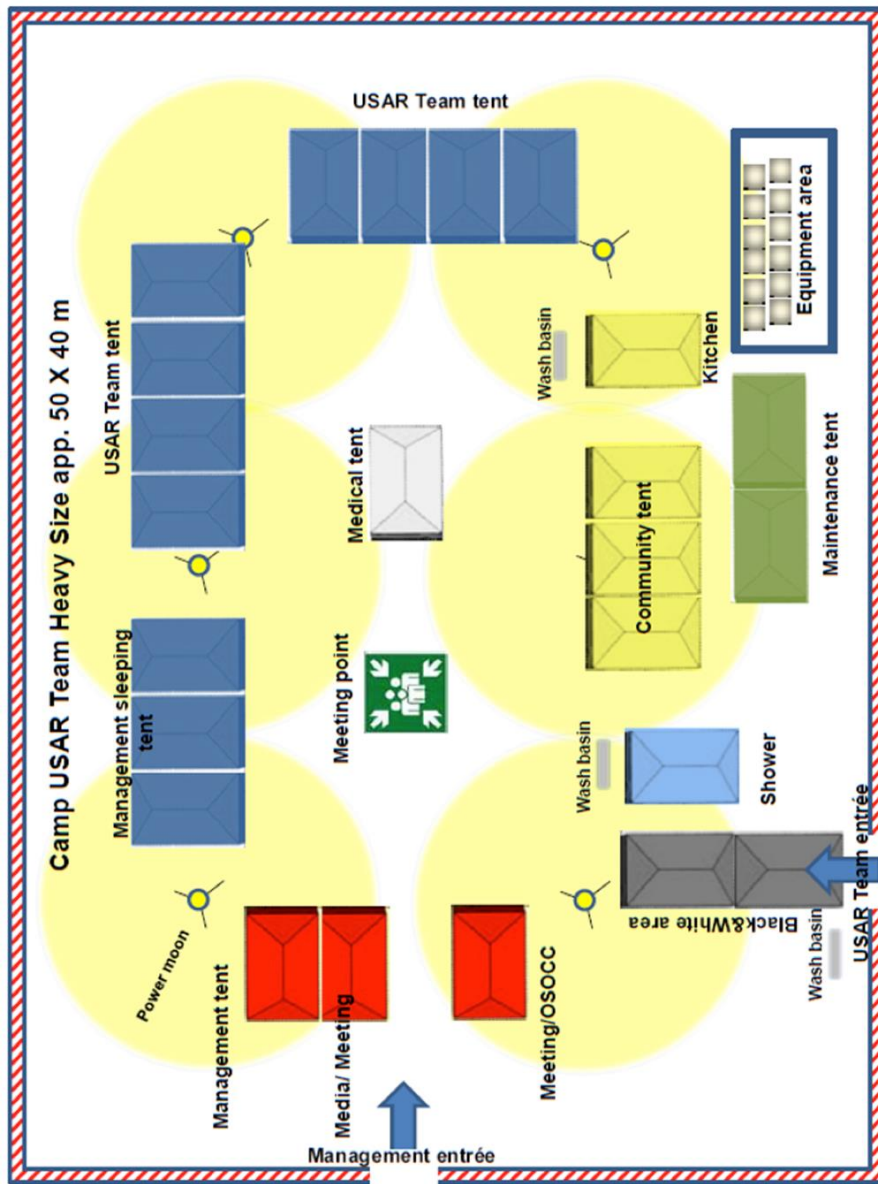 Camp USAR Team Heavy Size app. 50 X 40 m
USAR Team tent
USAR Team tent
Equipment area
Wash basin
Kitchen
Medical tent
Community tent
Maintenance tent
Management sleeping
tent
Meeting point
Wash basin
Shower
Black&White area
USAR Team entrée
Wash basin
Power moon
Management tent
Media/ Meeting
Meeting/OSOCC
Management entrée